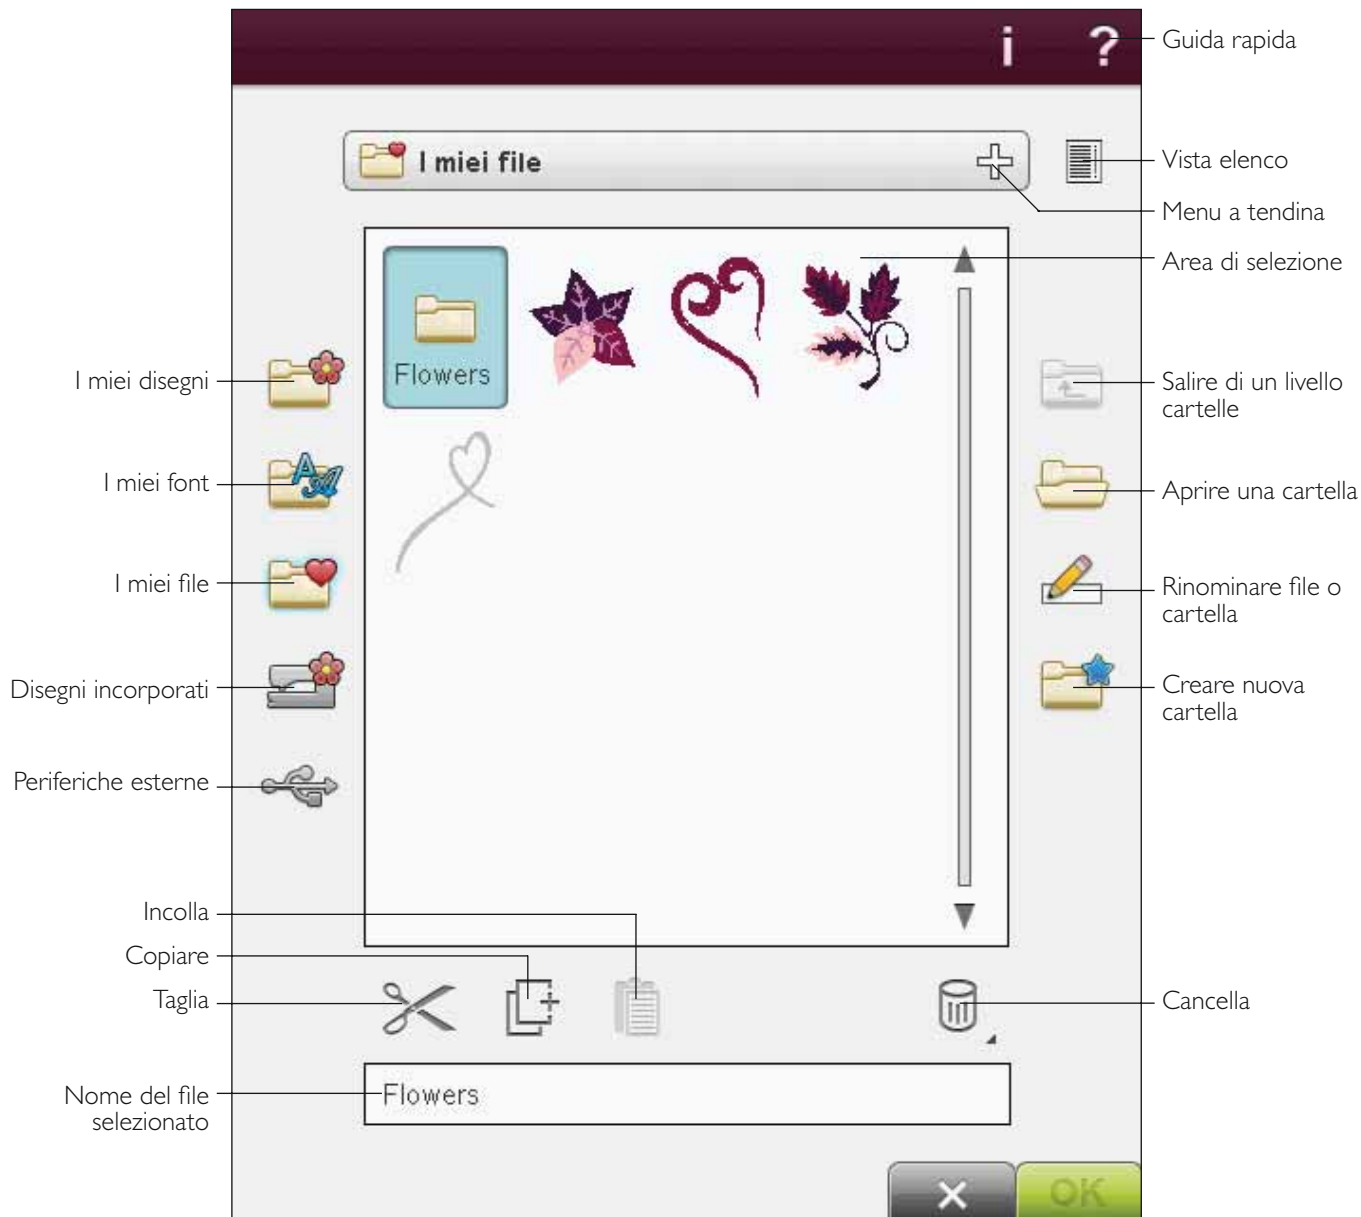 i ?
Guida rapida
I miei file
Vista elenco
Menu a tendina
Area di selezione
Flowers
I miei disegni
I miei font
I miei file
Disegni incorporati
Periferiche esterne
Salire di un livello
cartelle
Aprire una cartella
Rinominare file o
cartella
Creare nuova
cartella
Incolla
Copiare
Taglia
Cancella
Nome del file
selezionato
Flowers
OK